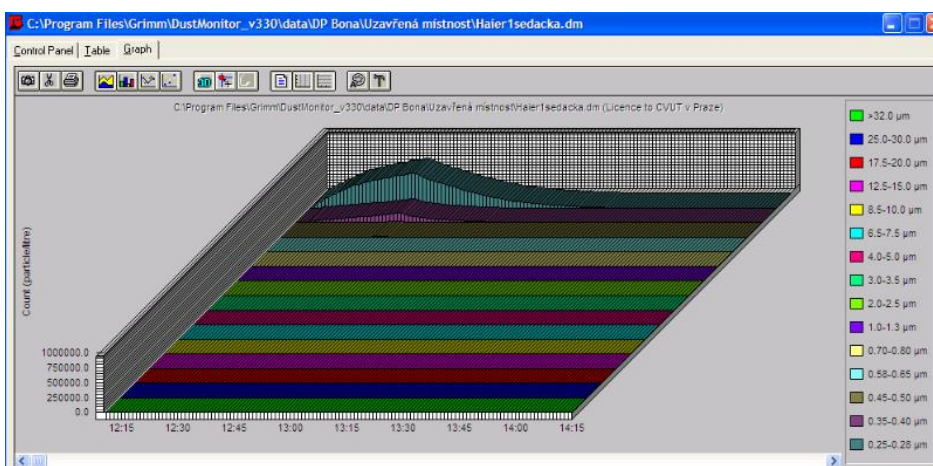 C:\Program Files\Grimm\DustMonitor_v330\data\DP Bona\Uzavřená místnost\Haier1sedacka.dm
Control Panel Table Graph
3D
C:\Program Files\Grimm\DustMonitor_v330\data\DP Bona\Uzavřená místnost\Haier1sedacka.dm (Licence to CVUT v Praze)
>32.0 µm
25.0-30.0 µm
17.5-20.0 µm
12.5-15.0 µm
8.5-10.0 µm
6.5-7.5 µm
4.0-5.0 µm
3.0-3.5 µm
2.0-2.5 µm
1.0-1.3 µm
0.70-0.80 µm
0.58-0.65 µm
0.45-0.50 µm
0.35-0.40 µm
0.25-0.28 µm
Count (particle/litre)
1000000.0
750000.0
500000.0
250000.0
0.0
12:15 12:30 12:45 13:00 13:15 13:30 13:45 14:00 14:15